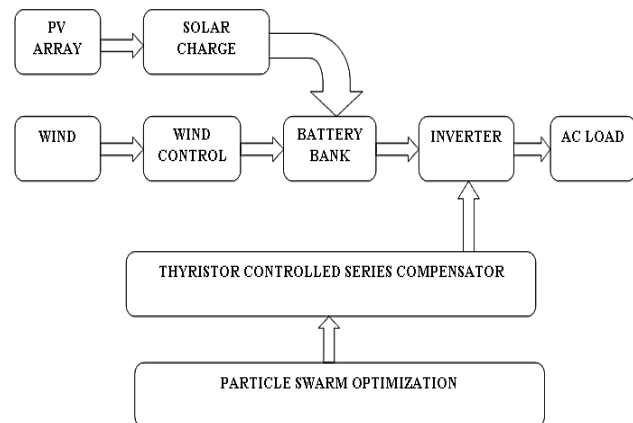 PV
ARRAY
SOLAR
CHARGE
WIND
WIND
CONTROL
BATTERY
BANK
INVERTER
AC LOAD
THYRISTOR CONTROLLED SERIES COMPENSATOR
PARTICLE SWARM OPTIMIZATION